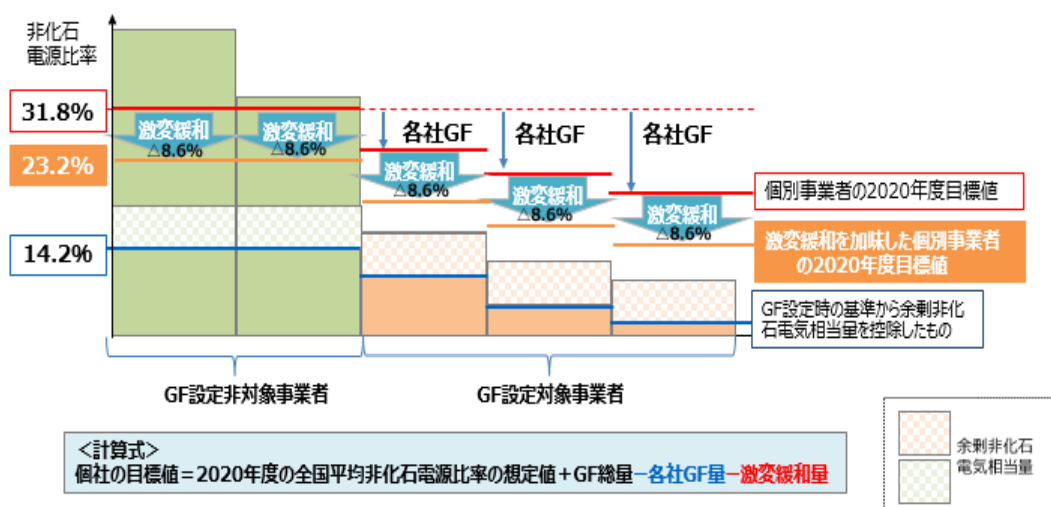 非化石
電源比率
31.8%
23.2%
14.2%
激変緩和
△8.6%
激変緩和
△8.6%
各社GF
激変緩和
△8.6%
各社GF
激変緩和
△8.6%
各社GF
激変緩和
△8.6%
個別事業者の2020年度目標値
激変緩和を加味した個別事業者
の2020年度目標値
GF設定時の基準から余剰非化
石電気相当量を控除したもの
GF設定非対象事業者
GF設定対象事業者
<計算式>
個社の目標値=2020年度の全国平均非化石電源比率の想定値+GF総量-各社GF量-激変緩和量
余剰非化石
電気相当量